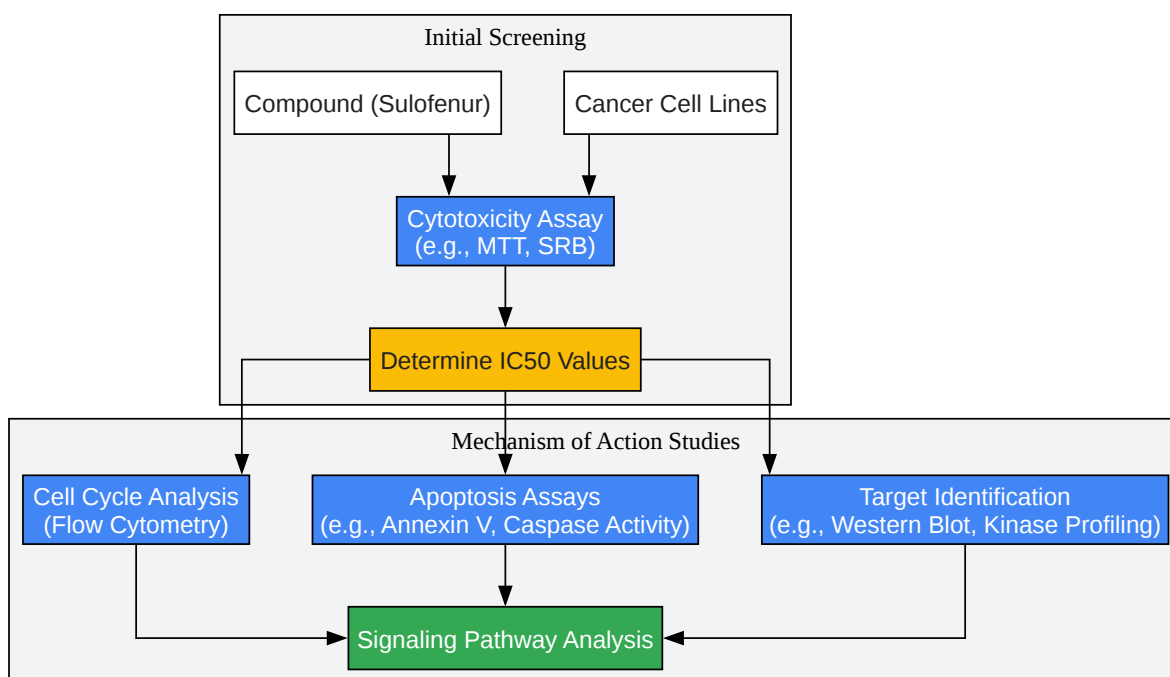 Initial Screening
Compound (Sulofenur)
Cancer Cell Lines
Cytotoxicity Assay
(e.g., MTT, SRB)
Determine IC50 Values
Mechanism of Action Studies
Cell Cycle Analysis
(Flow Cytometry)
Apoptosis Assays
(e.g., Annexin V, Caspase Activity)
Target Identification
(e.g., Western Blot, Kinase Profiling)
Signaling Pathway Analysis